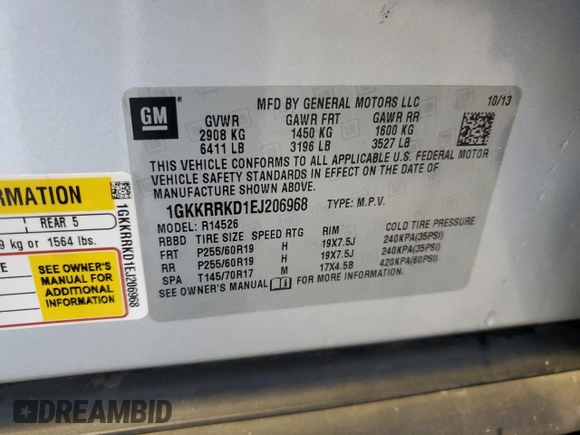 GM
MFD BY GENERAL MOTORS LLC 10/13
GVWR GAWR FRT GAWR RR
2908 KG 1450 KG 1600 KG
6411 LB 3196 LB 3527 LB
THIS VEHICLE CONFORMS TO ALL APPLICABLE U.S. FEDERAL MOTOR
VEHICLE SAFETY STANDARDS IN EFFECT ON THE DATE OF
MANUFACTURE SHOWN ABOVE.
1GKKRRKD1EJ206968 TYPE: M.P.V.
MODEL: R14526
RBBD TIRE SIZE SPEED RTG RIM COLD TIRE PRESSURE
FRT P255/60R19 H 19X7.5J 240KPA(35PSI)
RR P255/60R19 H 19X7.5J 240KPA(35PSI)
SPA T145/70R17 M 17X4.5B 420KPA(60PSI)
SEE OWNER'S MANUAL FOR MORE INFORMATION.
ORMATION
REAR 5
9 kg or 1564 lbs.
SEE OWNER'S
MANUAL FOR
ADDITIONAL
INFORMATION
1GKKRRKD1EJ206968
DREAMBID